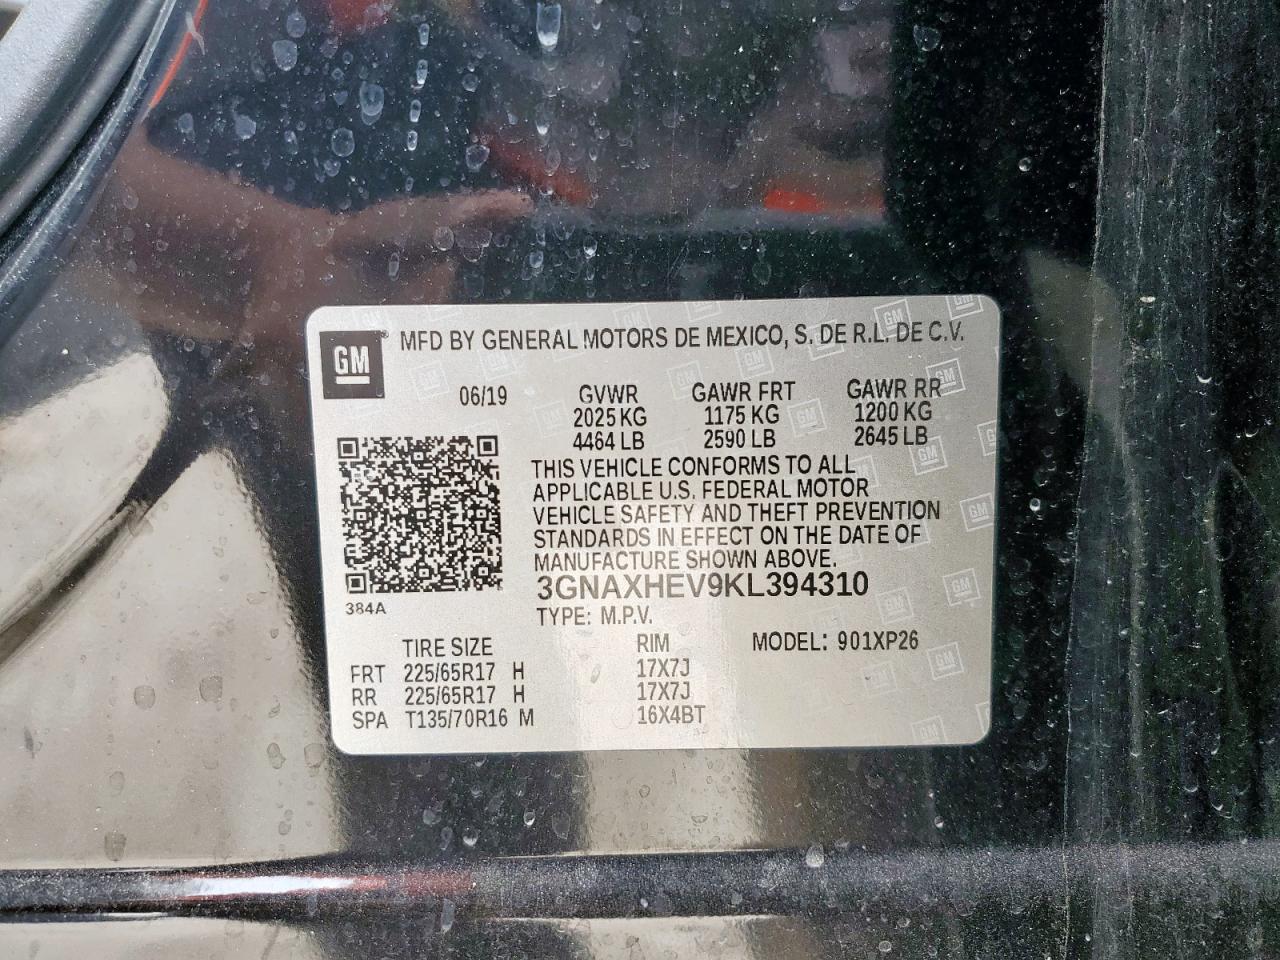 GM MFD BY GENERAL MOTORS DE MEXICO, S. DE R.L. DE C.V.
06/19 GVWR GAWR FRT GAWR RR
2025 KG 1175 KG 1200 KG
4464 LB 2590 LB 2645 LB
THIS VEHICLE CONFORMS TO ALL
APPLICABLE U.S. FEDERAL MOTOR
VEHICLE SAFETY AND THEFT PREVENTION
STANDARDS IN EFFECT ON THE DATE OF
MANUFACTURE SHOWN ABOVE.
3GNAXHEV9KL394310
384A
TYPE: M.P.V.
TIRE SIZE RIM MODEL: 901XP26
FRT 225/65R17 H 17X7J
RR 225/65R17 H 17X7J
SPA T135/70R16 M 16X4BT